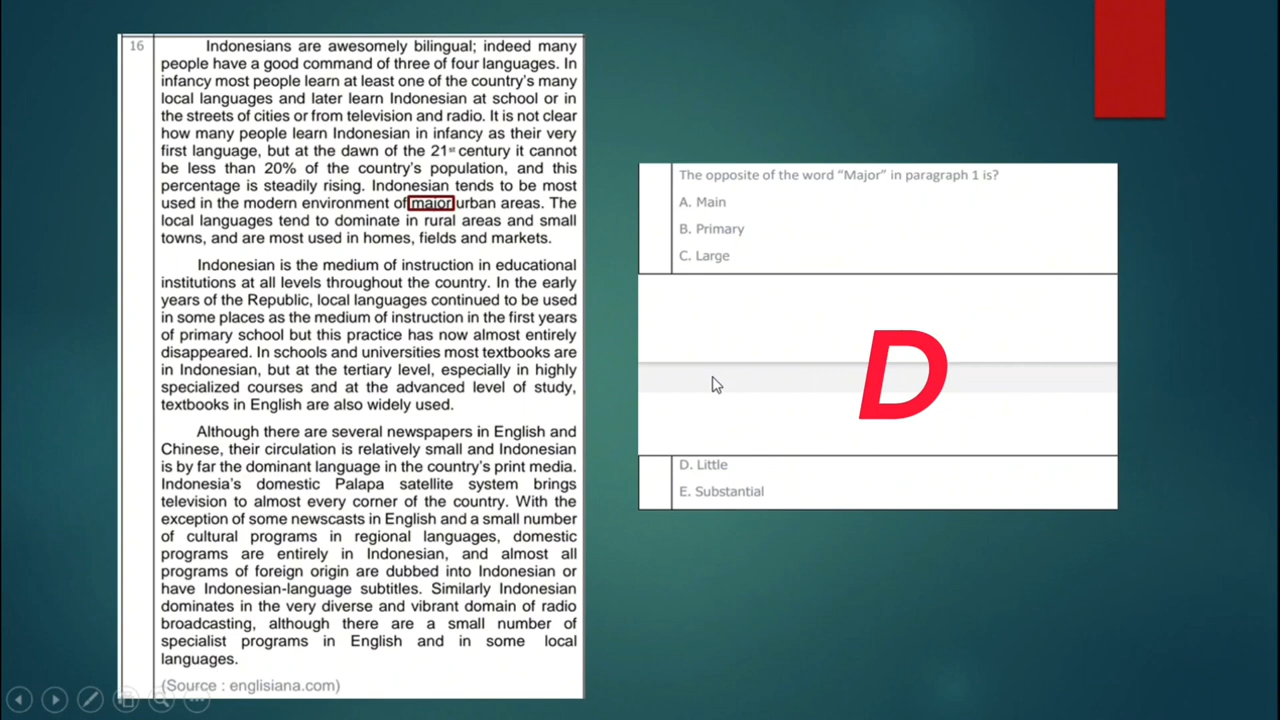 16
Indonesians are awesomely bilingual; indeed many
people have a good command of three of four languages. In
infancy most people learn at least one of the country's many
local languages and later learn Indonesian at school or in
the streets of cities or from television and radio. It is not clear
how many people learn Indonesian in infancy as their very
first language, but at the dawn of the 21st century it cannot
be less than 20% of the country's population, and this
percentage is steadily rising. Indonesian tends to be most
used in the modern environment of major urban areas. The
local languages tend to dominate in rural areas and small
towns, and are most used in homes, fields and markets.
Indonesian is the medium of instruction in educational
institutions at all levels throughout the country. In the early
years of the Republic, local languages continued to be used
in some places as the medium of instruction in the first years
of primary school but this practice has now almost entirely
disappeared. In schools and universities most textbooks are
in Indonesian, but at the tertiary level, especially in highly
specialized courses and at the advanced level of study,
textbooks in English are also widely used.
Although there are several newspapers in English and
Chinese, their circulation is relatively small and Indonesian
is by far the dominant language in the country's print media.
Indonesia's domestic Palapa satellite system brings
television to almost every corner of the country. With the
exception of some newscasts in English and a small number
of cultural programs in regional languages, domestic
programs are entirely in Indonesian, and almost all
programs of foreign origin are dubbed into Indonesian or
have Indonesian-language subtitles. Similarly Indonesian
dominates in the very diverse and vibrant domain of radio
broadcasting, although there are a small number of
specialist programs in English and in some local
languages.
(Source : englisiana.com)
The opposite of the word "Major" in paragraph 1 is?
A. Main
B. Primary
C. Large
D
D. Little
E. Substantial